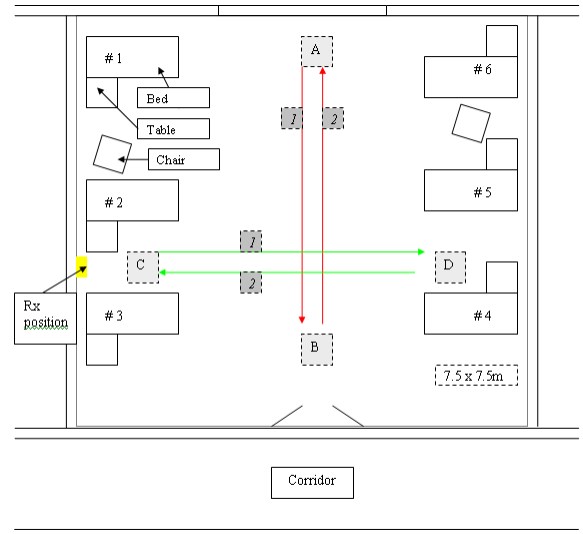 A
# 1
# 6
Bed
1
2
Table
Chair
# 2
# 5
1
C
D
2
Rx
position
# 3
# 4
B
7.5 x 7.5m
Corridor